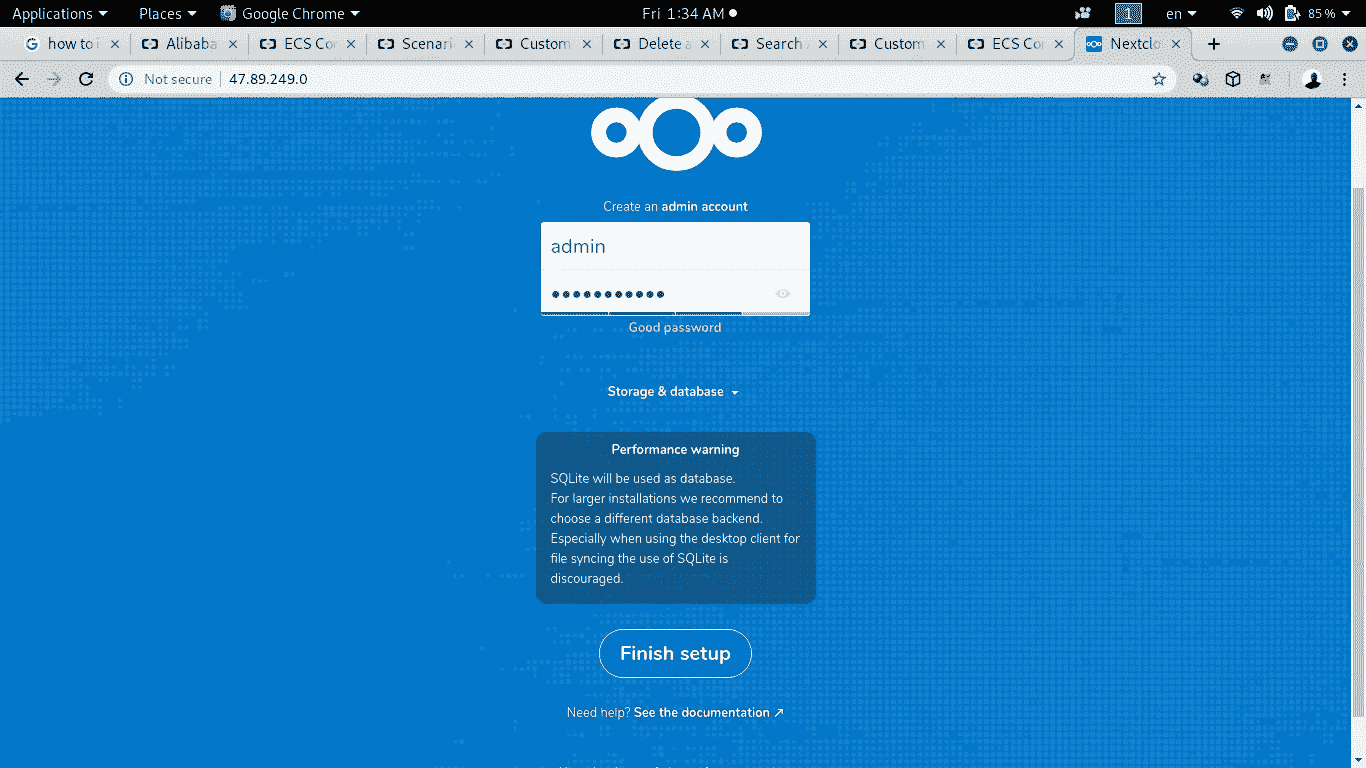 Applications Places Google Chrome Fri 1:34 AM 1 en 85 %
how to i Alibaba ECS Co Scenari Custom Delete a Search Custom ECS Co Nextclo
Not secure 47.89.249.0
Create an admin account
admin
Good password
Storage & database
Performance warning
SQLite will be used as database.
For larger installations we recommend to
choose a different database backend.
Especially when using the desktop client for
file syncing the use of SQLite is
discouraged.
Finish setup
Need help? See the documentation ↗